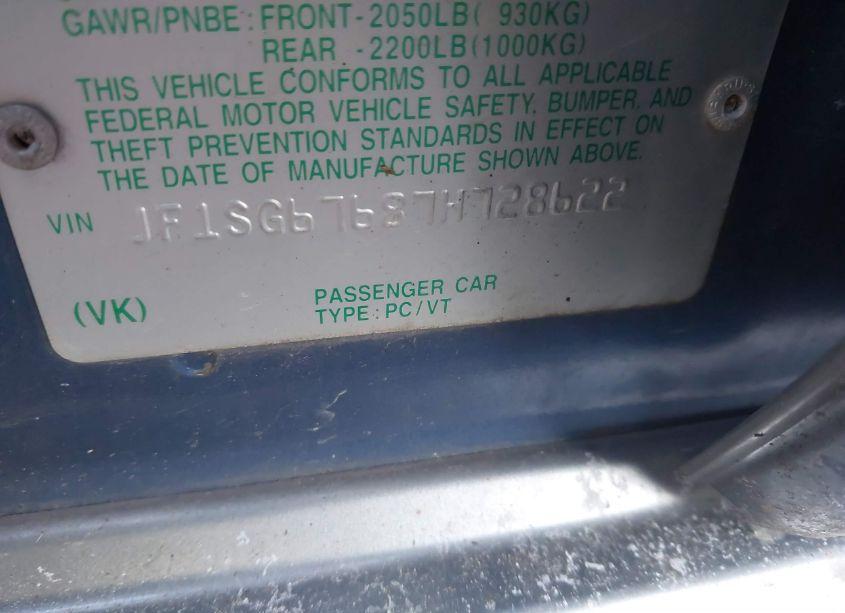 GAWR/PNBE: FRONT-2050LB( 930KG)
REAR -2200LB(1000KG)
THIS VEHICLE CONFORMS TO ALL APPLICABLE
FEDERAL MOTOR VEHICLE SAFETY, BUMPER, AND
THEFT PREVENTION STANDARDS IN EFFECT ON
THE DATE OF MANUFACTURE SHOWN ABOVE.
VIN JF1SG67687H728622
(VK)
PASSENGER CAR
TYPE: PC/VT